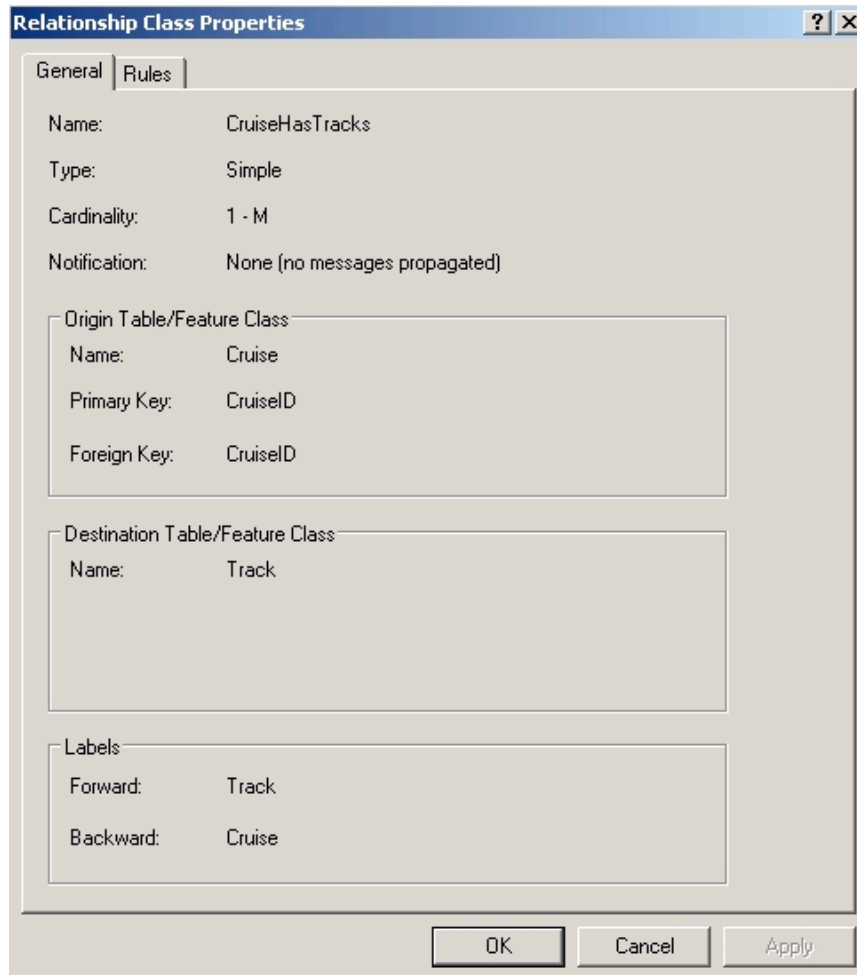 Relationship Class Properties
General Rules
Name: CruiseHasTracks
Type: Simple
Cardinality: 1 - M
Notification: None (no messages propagated)
Origin Table/Feature Class
Name: Cruise
Primary Key: CruiseID
Foreign Key: CruiseID
Destination Table/Feature Class
Name: Track
Labels
Forward: Track
Backward: Cruise
OK Cancel Apply